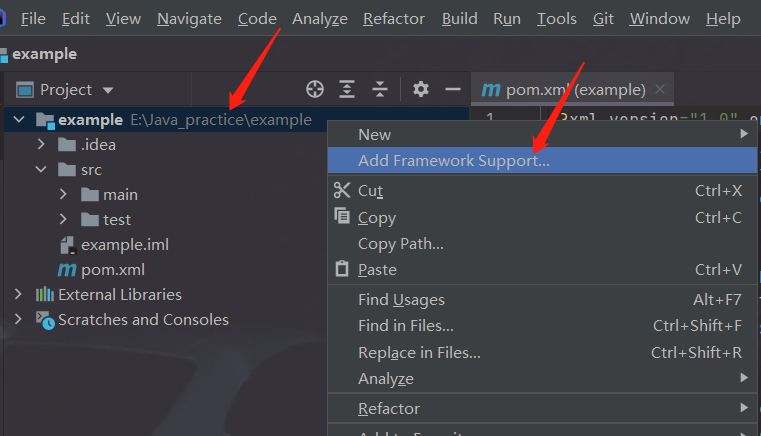 File Edit View Navigate Code Analyze Refactor Build Run Tools Git Window Help
example
Project
pom.xml (example)
example E:\Java_practice\example
1 <?xml version="1.0"
.idea
src
main
test
example.iml
pom.xml
External Libraries
Scratches and Consoles
New
Add Framework Support...
Cut Ctrl+X
Copy Ctrl+C
Copy Path...
Paste Ctrl+V
Find Usages Alt+F7
Find in Files... Ctrl+Shift+F
Replace in Files... Ctrl+Shift+R
Analyze
Refactor